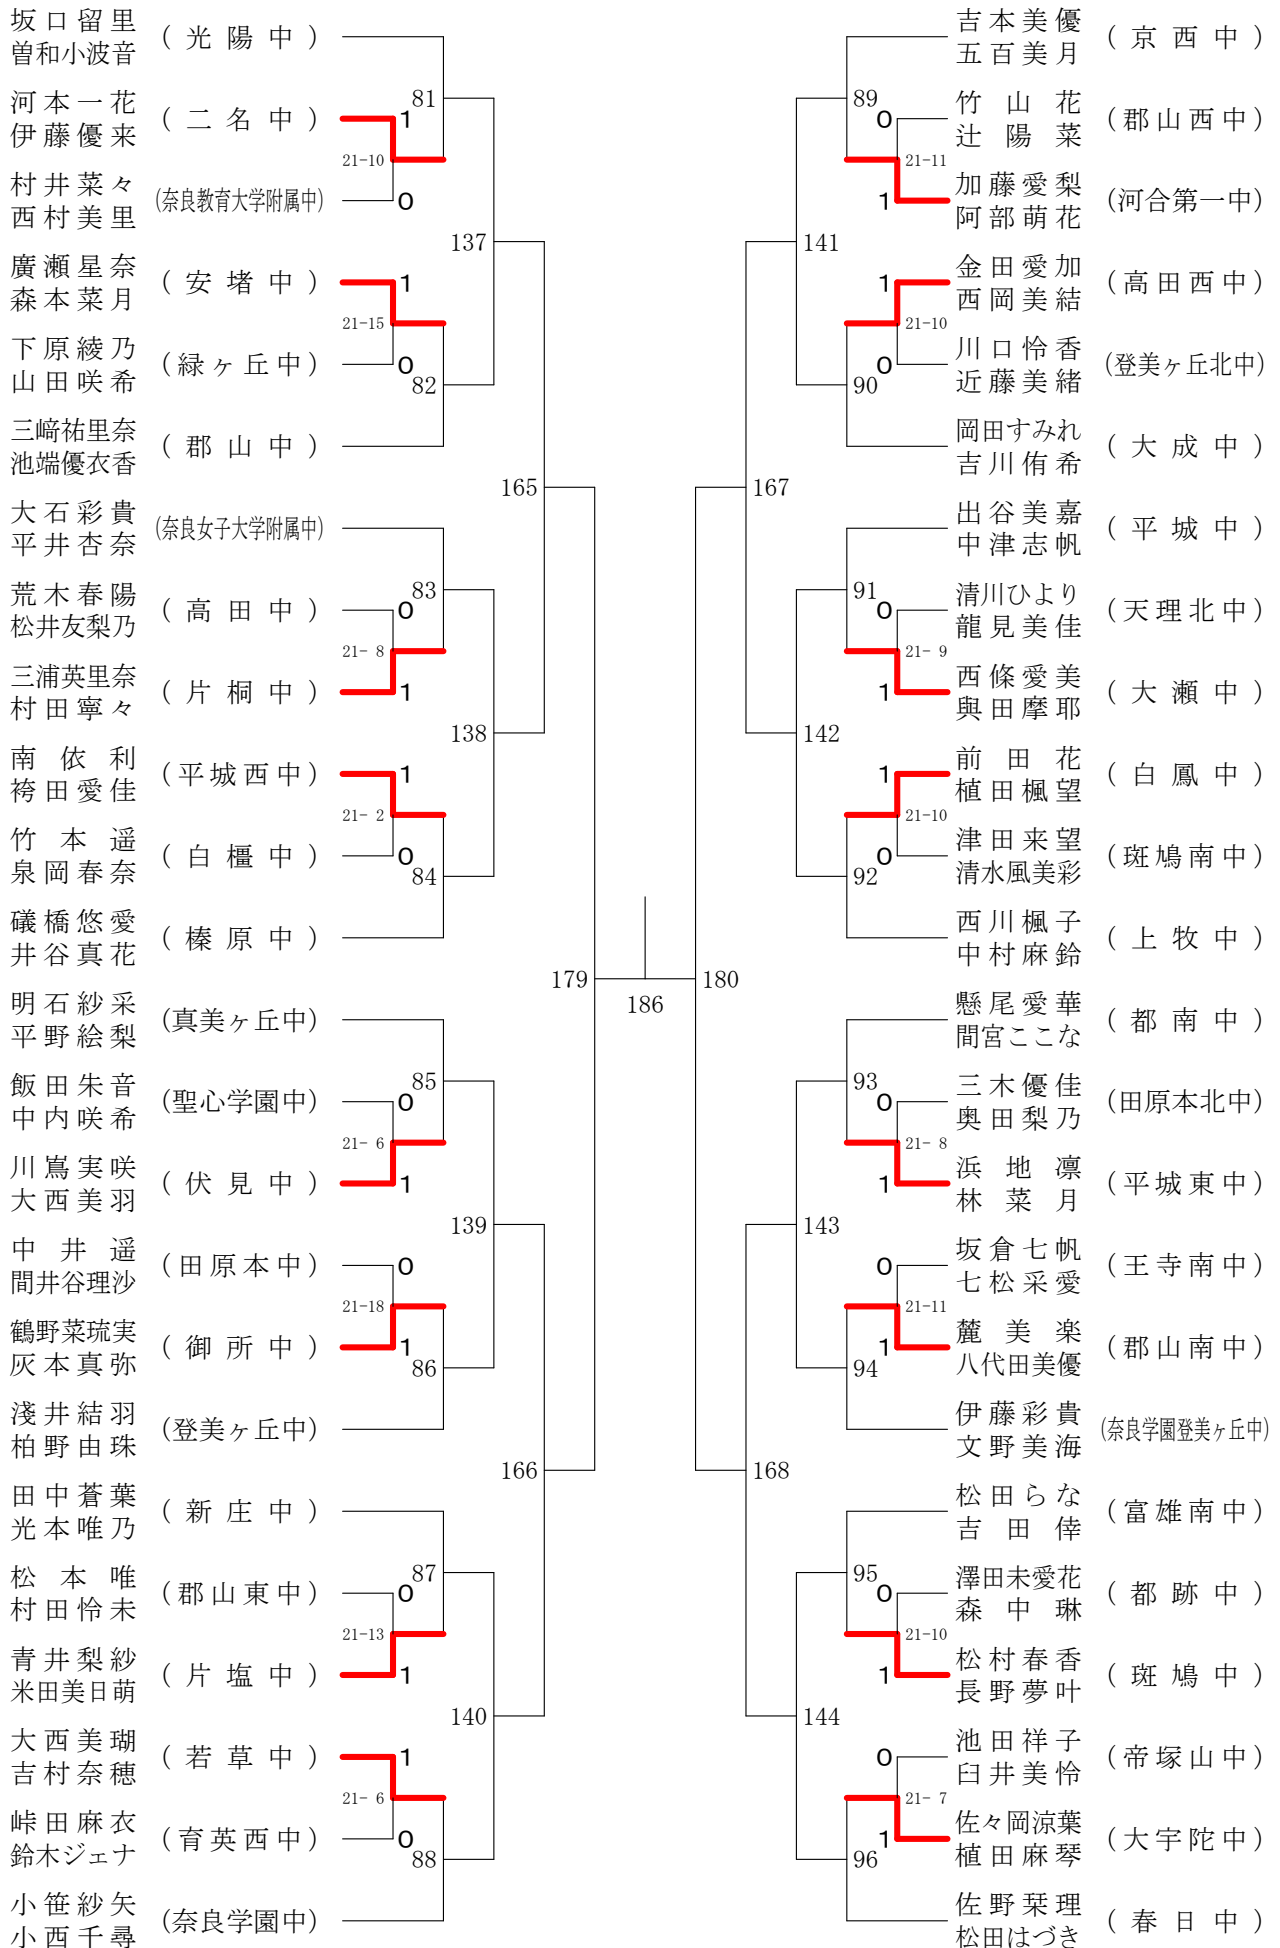 坂口留里
曽和小波音
(光陽中)
81
河本一花
伊藤優来
(二名中)
1
21-10
村井菜々
西村美里
(奈良教育大学附属中)
0
137
廣瀬星奈
森本菜月
(安堵中)
1
21-15
下原綾乃
山田咲希
(緑ヶ丘中)
0
82
三﨑祐里奈
池端優衣香
(郡山中)
165
大石彩貴
平井杏奈
(奈良女子大学附属中)
83
荒木春陽
松井友梨乃
(高田中)
0
21- 8
三浦英里奈
村田寧々
(片桐中)
1
138
南依利
袴田愛佳
(平城西中)
1
21- 2
竹本遥
泉岡春奈
(白橿中)
0
84
礒橋悠愛
井谷真花
(榛原中)
179
明石紗采
平野絵梨
(真美ヶ丘中)
85
飯田朱音
中内咲希
(聖心学園中)
0
21- 6
川嶌実咲
大西美羽
(伏見中)
1
139
中井遥
間井谷理沙
(田原本中)
0
21-18
鶴野菜琉実
灰本真弥
(御所中)
1
86
淺井結羽
柏野由珠
(登美ヶ丘中)
166
田中蒼葉
光本唯乃
(新庄中)
87
松本唯
村田怜未
(郡山東中)
0
21-13
青井梨紗
米田美日萌
(片塩中)
1
140
大西美瑚
吉村奈穂
(若草中)
1
21- 6
峠田麻衣
鈴木ジェナ
(育英西中)
0
88
小笹紗矢
小西千尋
(奈良学園中)
186
吉本美優
五百美月
(京西中)
89
竹山花
辻陽菜
(郡山西中)
0
21-11
加藤愛梨
阿部萌花
(河合第一中)
1
141
金田愛加
西岡美結
(高田西中)
1
21-10
川口怜香
近藤美緒
(登美ヶ丘北中)
0
90
岡田すみれ
吉川侑希
(大成中)
167
出谷美嘉
中津志帆
(平城中)
91
清川ひより
龍見美佳
(天理北中)
0
21- 9
西條愛美
與田摩耶
(大瀬中)
1
142
前田花
植田楓望
(白鳳中)
1
21-10
津田来望
清水風美彩
(斑鳩南中)
0
92
西川楓子
中村麻鈴
(上牧中)
180
懸尾愛華
間宮ここな
(都南中)
93
三木優佳
奥田梨乃
(田原本北中)
0
21- 8
浜地凛
林菜月
(平城東中)
1
143
坂倉七帆
七松采愛
(王寺南中)
0
21-11
麓美楽
八代田美優
(郡山南中)
1
94
伊藤彩貴
文野美海
(奈良学園登美ヶ丘中)
168
松田らな
吉田倖
(富雄南中)
95
澤田未愛花
森中琳
(都跡中)
0
21-10
松村春香
長野夢叶
(斑鳩中)
1
144
池田祥子
臼井美怜
(帝塚山中)
0
21- 7
佐々岡涼葉
植田麻琴
(大宇陀中)
1
96
佐野栞理
松田はづき
(春日中)